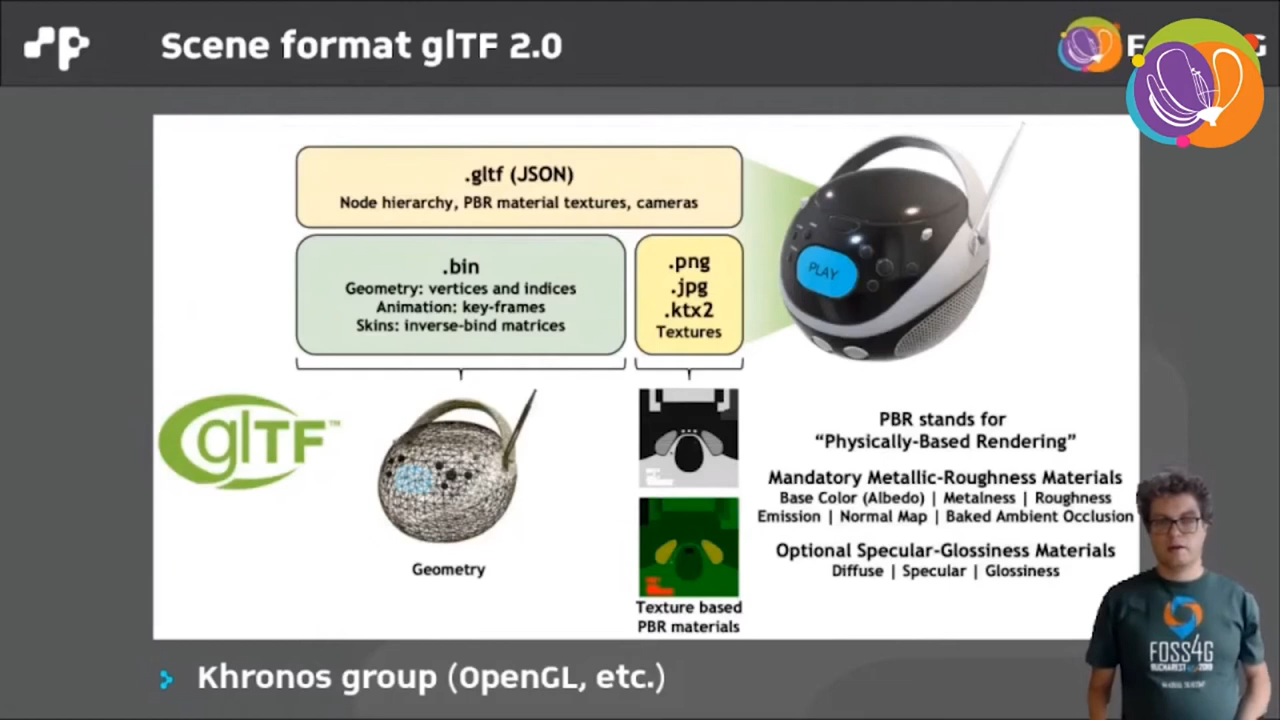 Scene format glTF 2.0
.gltf (JSON)
Node hierarchy, PBR material textures, cameras
.bin
Geometry: vertices and indices
Animation: key-frames
Skins: inverse-bind matrices
.png
.jpg
.ktx2
Textures
PLAY
glTF™
Geometry
Texture based
PBR materials
PBR stands for
“Physically-Based Rendering”
Mandatory Metallic-Roughness Materials
Base Color (Albedo) | Metalness | Roughness
Emission | Normal Map | Baked Ambient Occlusion
Optional Specular-Glossiness Materials
Diffuse | Specular | Glossiness
Khronos group (OpenGL, etc.)
FOSS4G
BUCHAREST 2019